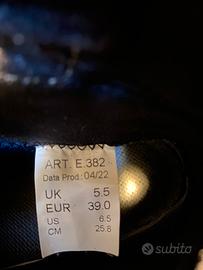 ART. E.382
Data Prod: 04/22
UK 5.5
EUR 39.0
US 6.5
CM 25.8
subito